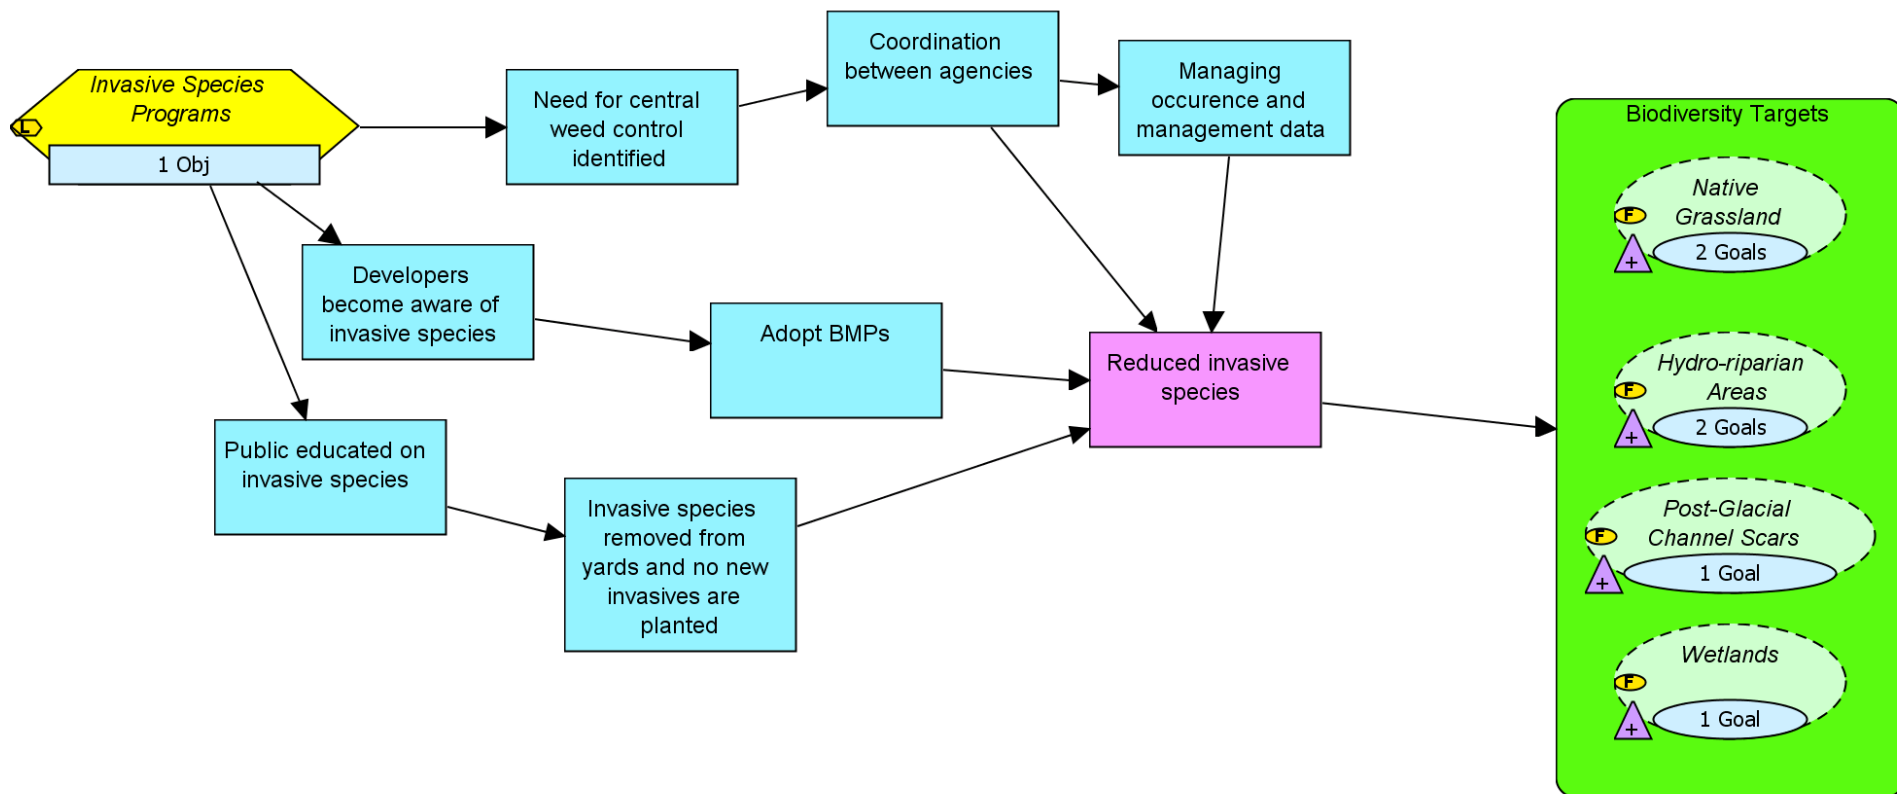 Invasive Species
Programs
L
1 Obj
Need for central
weed control
identified
Coordination
between agencies
Managing
occurence and
management data
Developers
become aware of
invasive species
Adopt BMPs
Public educated on
invasive species
Invasive species
removed from
yards and no new
invasives are
planted
Reduced invasive
species
Biodiversity Targets
Native
Grassland
F
+
2 Goals
Hydro-riparian
Areas
F
+
2 Goals
Post-Glacial
Channel Scars
F
+
1 Goal
Wetlands
F
+
1 Goal